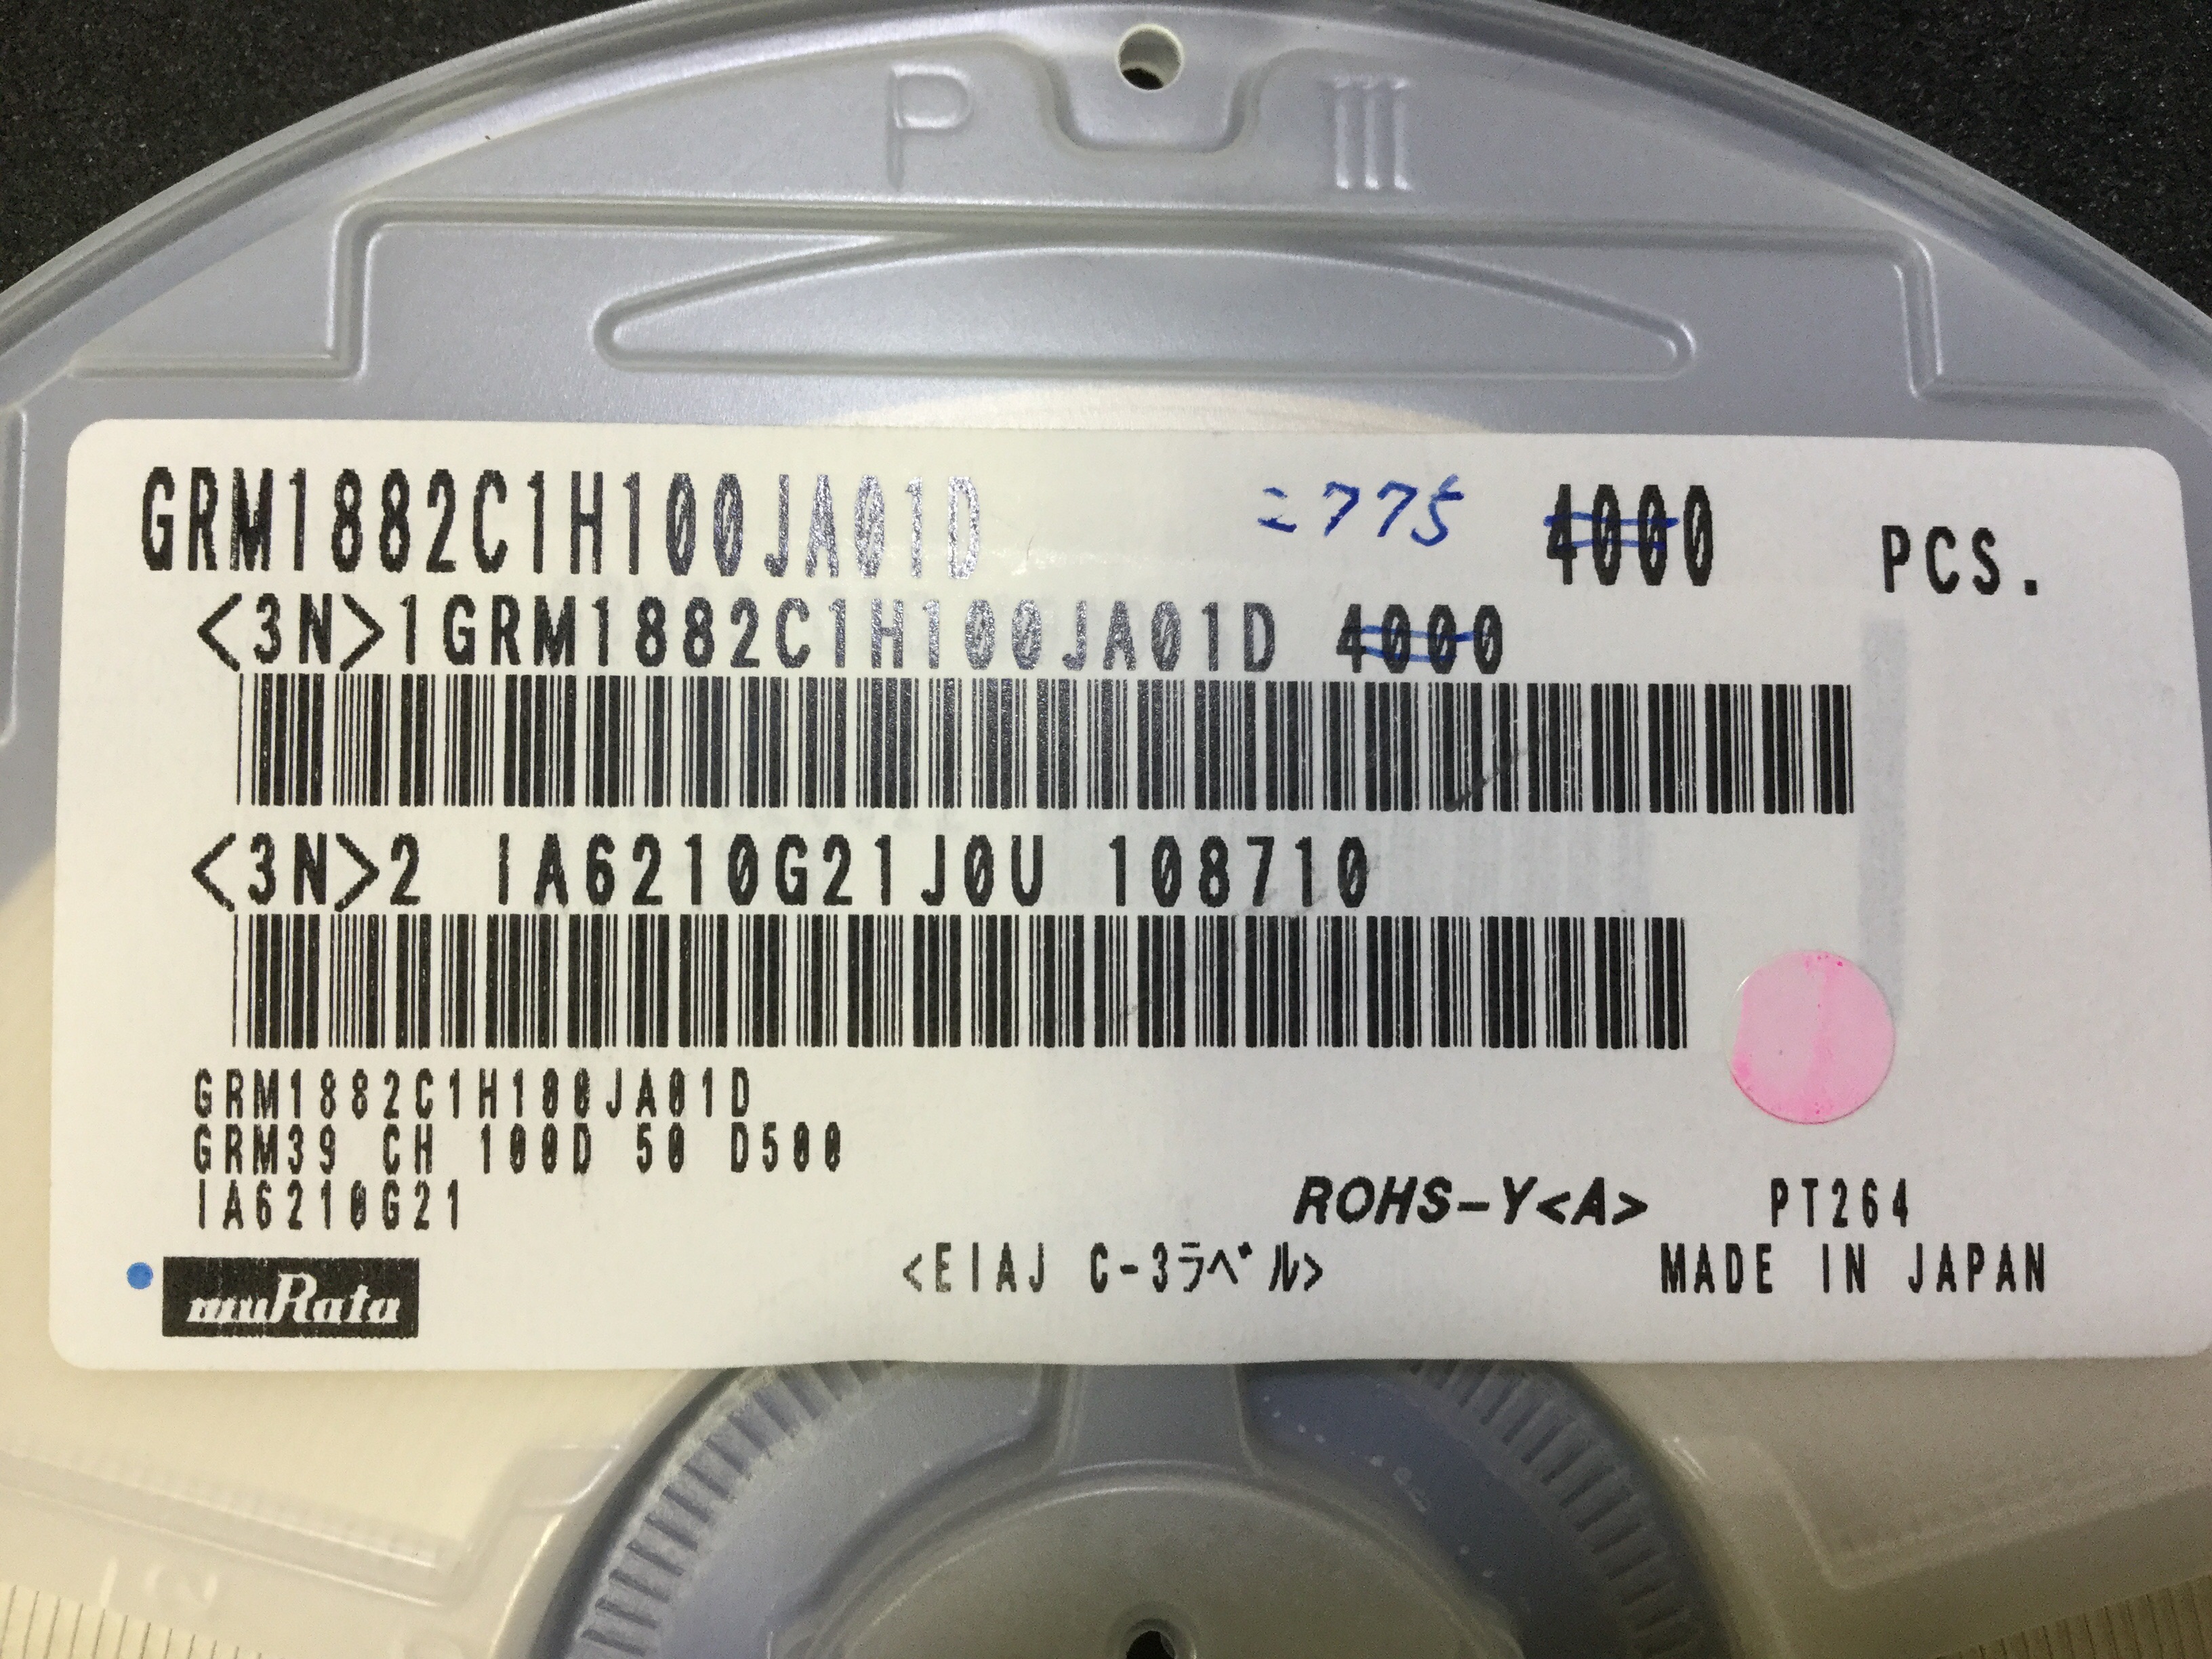 P III
GRM1882C1H100JA01D 2775 4000 PCS.
<3N>1GRM1882C1H100JA01D 4000
<3N>2 IA6210G21J0U 108710
GRM1882C1H100JA01D
GRM39 CH 100D 50 D500
IA6210G21
ROHS-Y<A> PT264
muRata <EIAJ C-3ラベル> MADE IN JAPAN